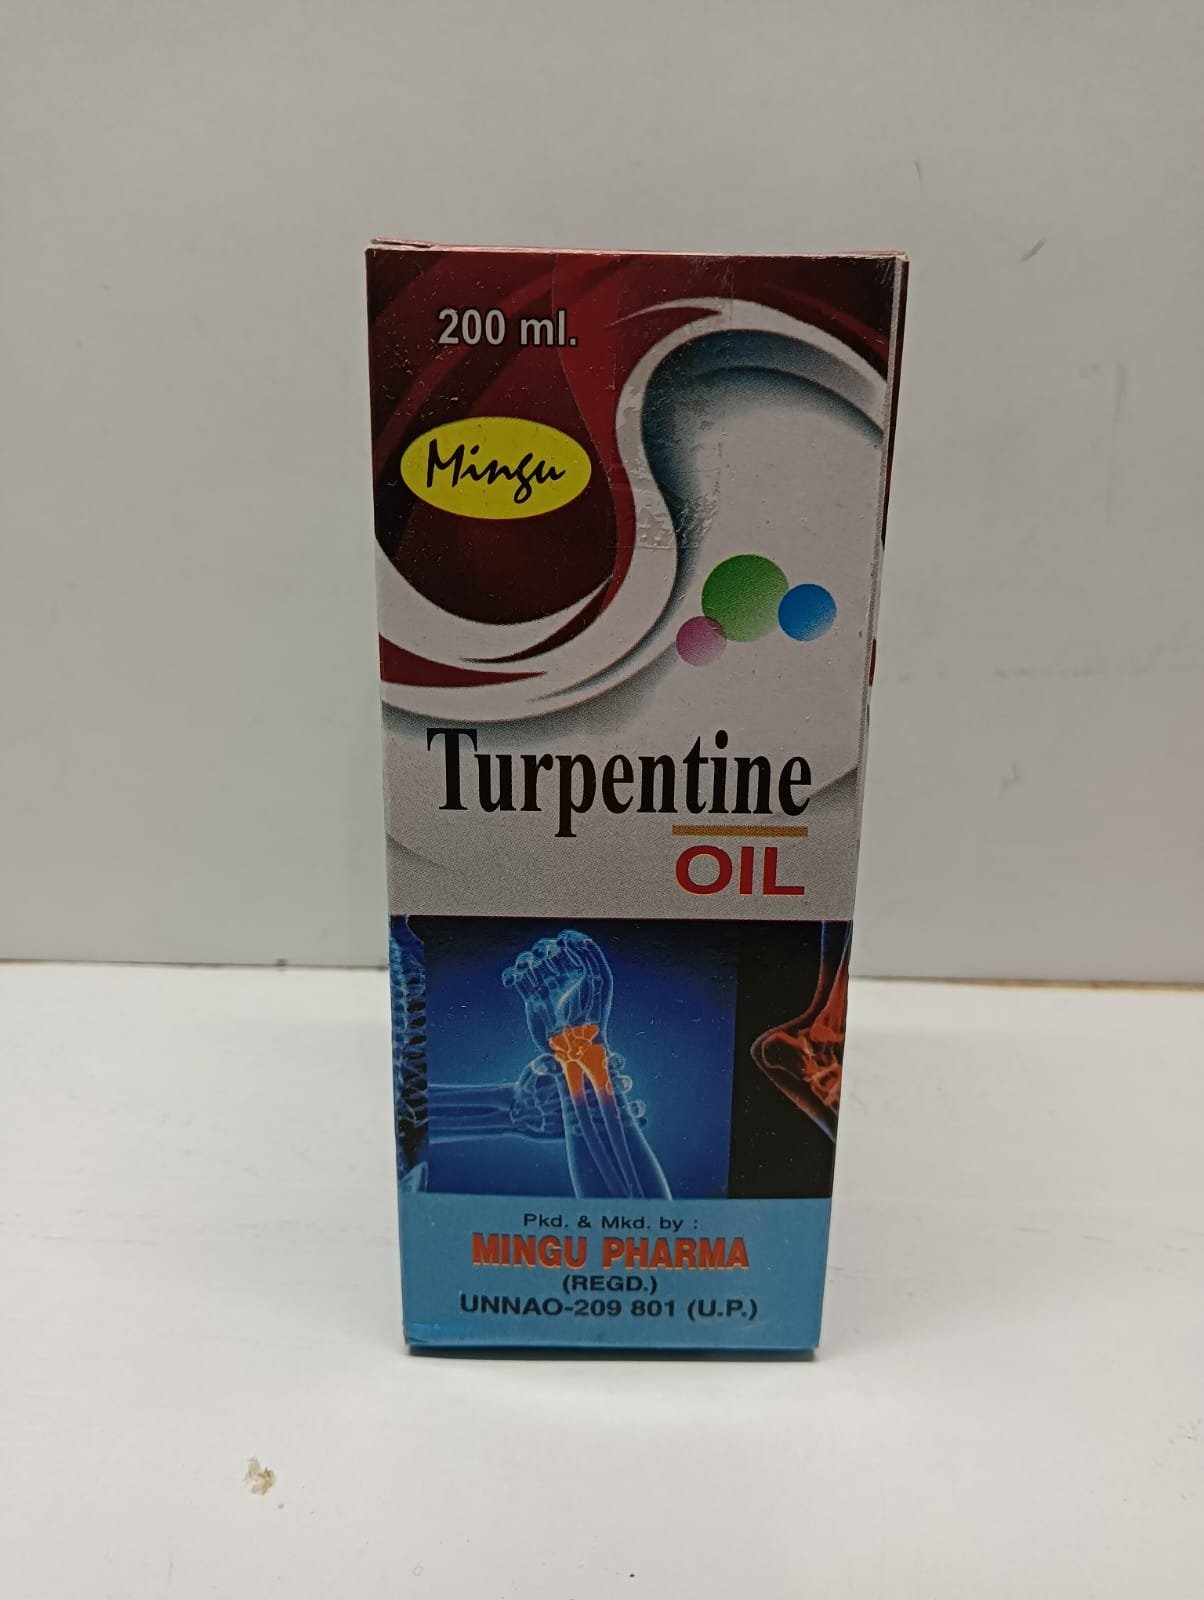 200 ml.
Mingu
Turpentine
OIL
Pkd. & Mkd. by :
MINGU PHARMA
(REGD.)
UNNAO-209 801 (U.P.)